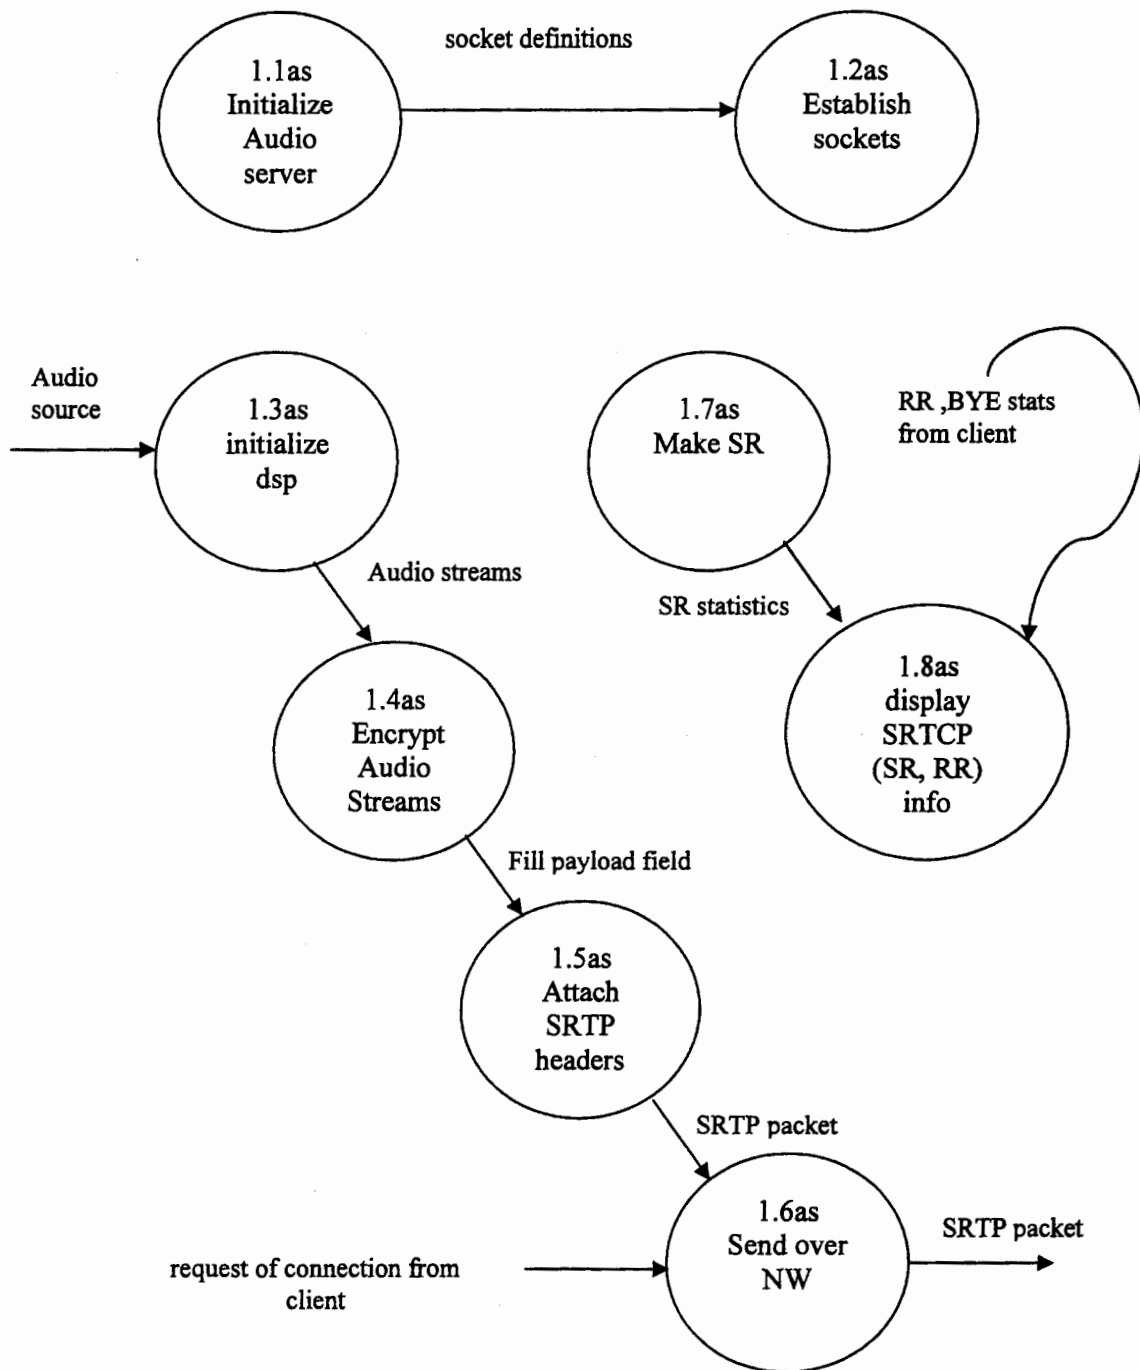 socket definitions
1.1as
Initialize
Audio
server
1.2as
Establish
sockets
Audio
source
1.3as
initialize
dsp
1.7as
Make SR
RR ,BYE stats
from client
Audio streams
SR statistics
1.4as
Encrypt
Audio
Streams
1.8as
display
SRTCP
(SR, RR)
info
Fill payload field
1.5as
Attach
SRTP
headers
SRTP packet
1.6as
Send over
NW
SRTP packet
request of connection from
client